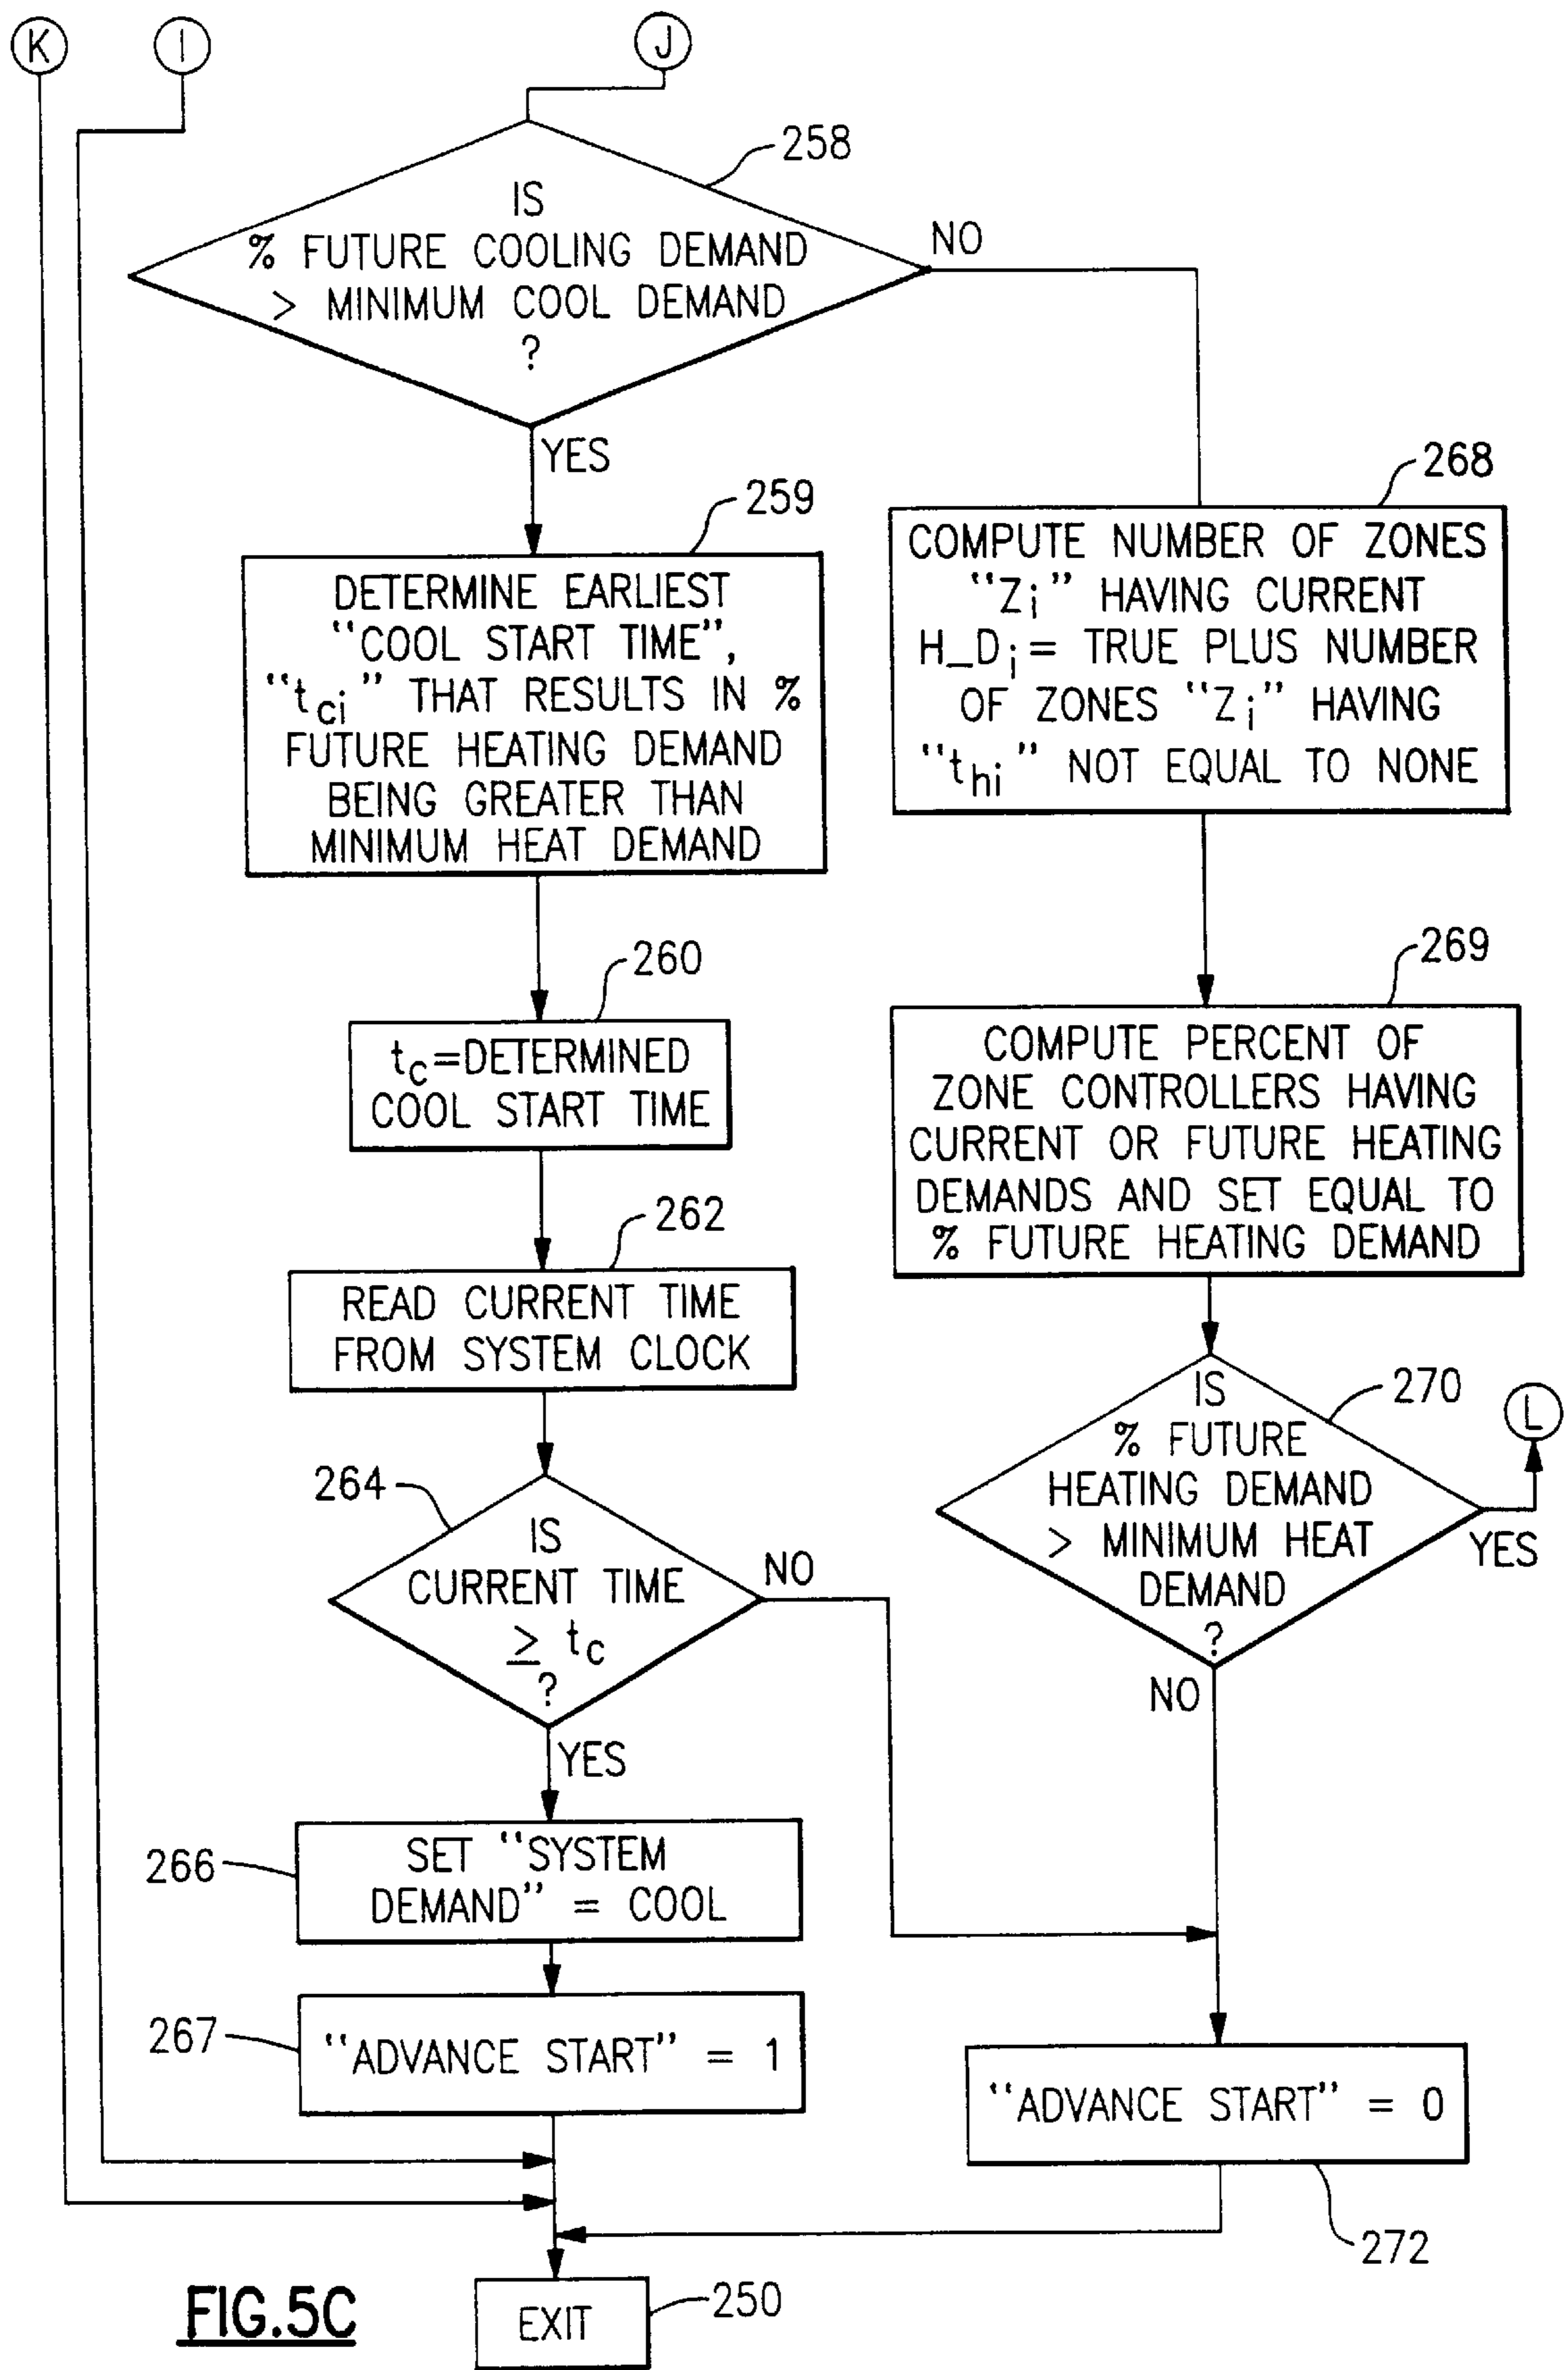 K
I
J
258
IS
% FUTURE COOLING DEMAND
> MINIMUM COOL DEMAND
?
NO
YES
259
DETERMINE EARLIEST
“COOL START TIME”,
“tci” THAT RESULTS IN %
FUTURE HEATING DEMAND
BEING GREATER THAN
MINIMUM HEAT DEMAND
268
COMPUTE NUMBER OF ZONES
“Zi” HAVING CURRENT
H_Di = TRUE PLUS NUMBER
OF ZONES “Zi” HAVING
“thi” NOT EQUAL TO NONE
260
tc=DETERMINED
COOL START TIME
269
COMPUTE PERCENT OF
ZONE CONTROLLERS HAVING
CURRENT OR FUTURE HEATING
DEMANDS AND SET EQUAL TO
% FUTURE HEATING DEMAND
262
READ CURRENT TIME
FROM SYSTEM CLOCK
270
IS
% FUTURE
HEATING DEMAND
> MINIMUM HEAT
DEMAND
?
L
YES
NO
264
IS
CURRENT TIME
≥ tc
?
NO
YES
266
SET “SYSTEM
DEMAND” = COOL
267
“ADVANCE START” = 1
“ADVANCE START” = 0
272
EXIT
250
FIG.5C